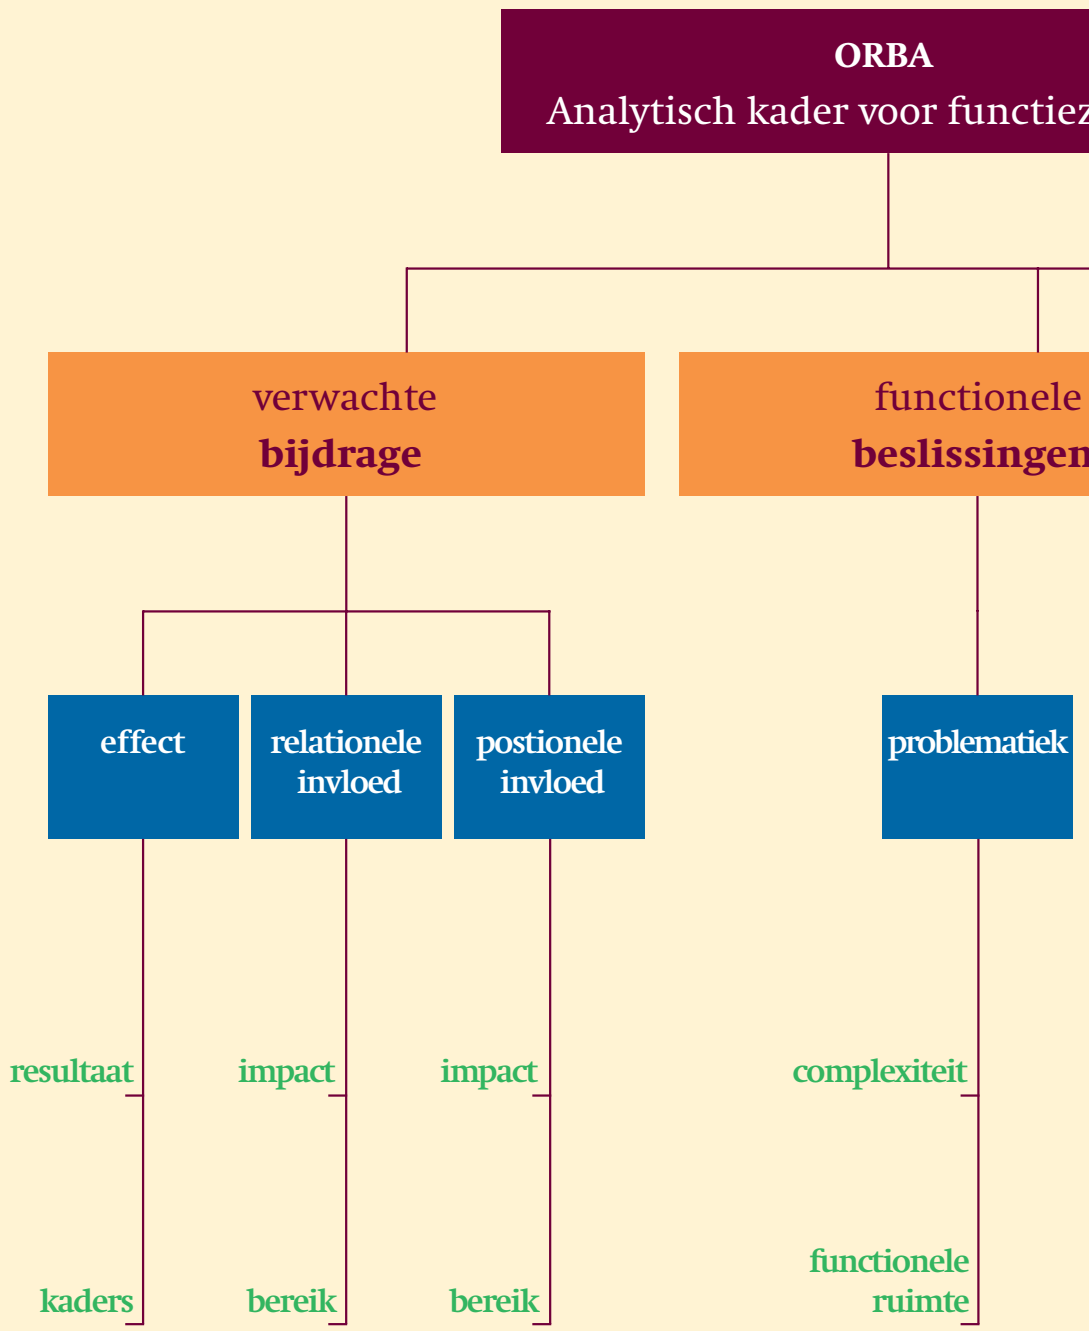 ORBA
Analytisch kader voor functiez
verwachte
bijdrage
functionele
beslissingen
effect
relationele
invloed
postionele
invloed
problematiek
resultaat
impact
impact
complexiteit
kaders
bereik
bereik
functionele
ruimte